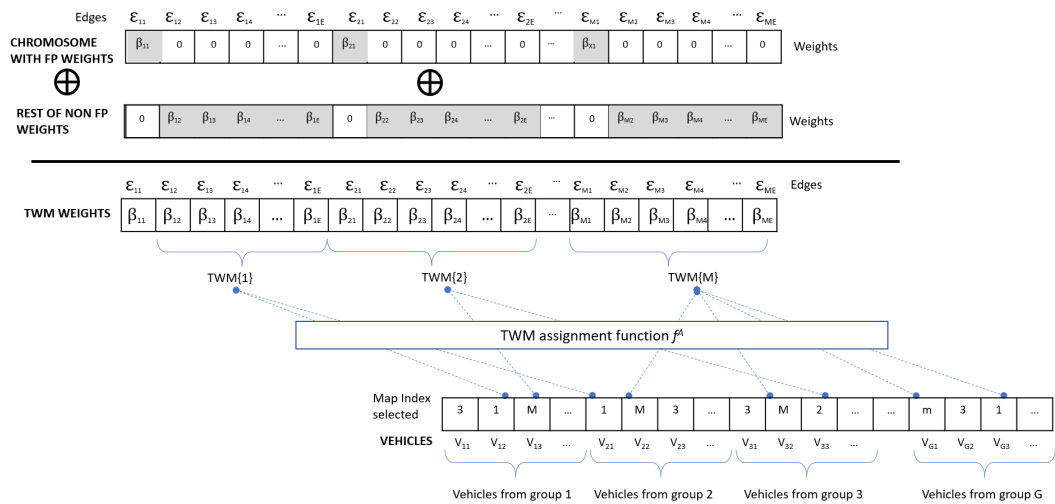 Edges ε11 ε12 ε13 ε14 ... ε1E ε21 ε22 ε23 ε24 ... ε2E ... εM1 εM2 εM3 εM4 ... εME
CHROMOSOME
WITH FP WEIGHTS
β11 0 0 0 ... 0 β21 0 0 0 ... 0 ... βX1 0 0 0 ... 0 Weights
⊕ ⊕
REST OF NON FP
WEIGHTS
0 β12 β13 β14 ... β1E 0 β22 β23 β24 ... β2E ... 0 βM2 βM3 βM4 ... βME Weights
ε11 ε12 ε13 ε14 ... ε1E ε21 ε22 ε23 ε24 ... ε2E ... εM1 εM2 εM3 εM4 ... εME Edges
TWM WEIGHTS β11 β12 β13 β14 ... β1E β21 β22 β23 β24 ... β2E ... βM1 βM2 βM3 βM4 ... βME
TWM{1} TWM{2} TWM{M}
TWM assignment function fᴬ
Map Index
selected
3 1 M ... 1 M 3 ... 3 M 2 ... ... m 3 1 ...
VEHICLES V11 V12 V13 ... V21 V22 V23 ... V31 V32 V33 ... VG1 VG2 VG3 ...
Vehicles from group 1 Vehicles from group 2 Vehicles from group 3 Vehicles from group G